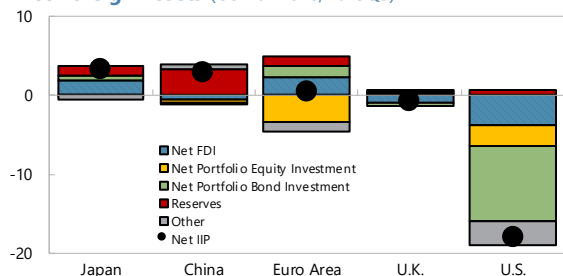 10
0
-10
-20
Net FDI
Net Portfolio Equity Investment
Net Portfolio Bond Investment
Reserves
Other
Net IIP
Japan China Euro Area U.K. U.S.